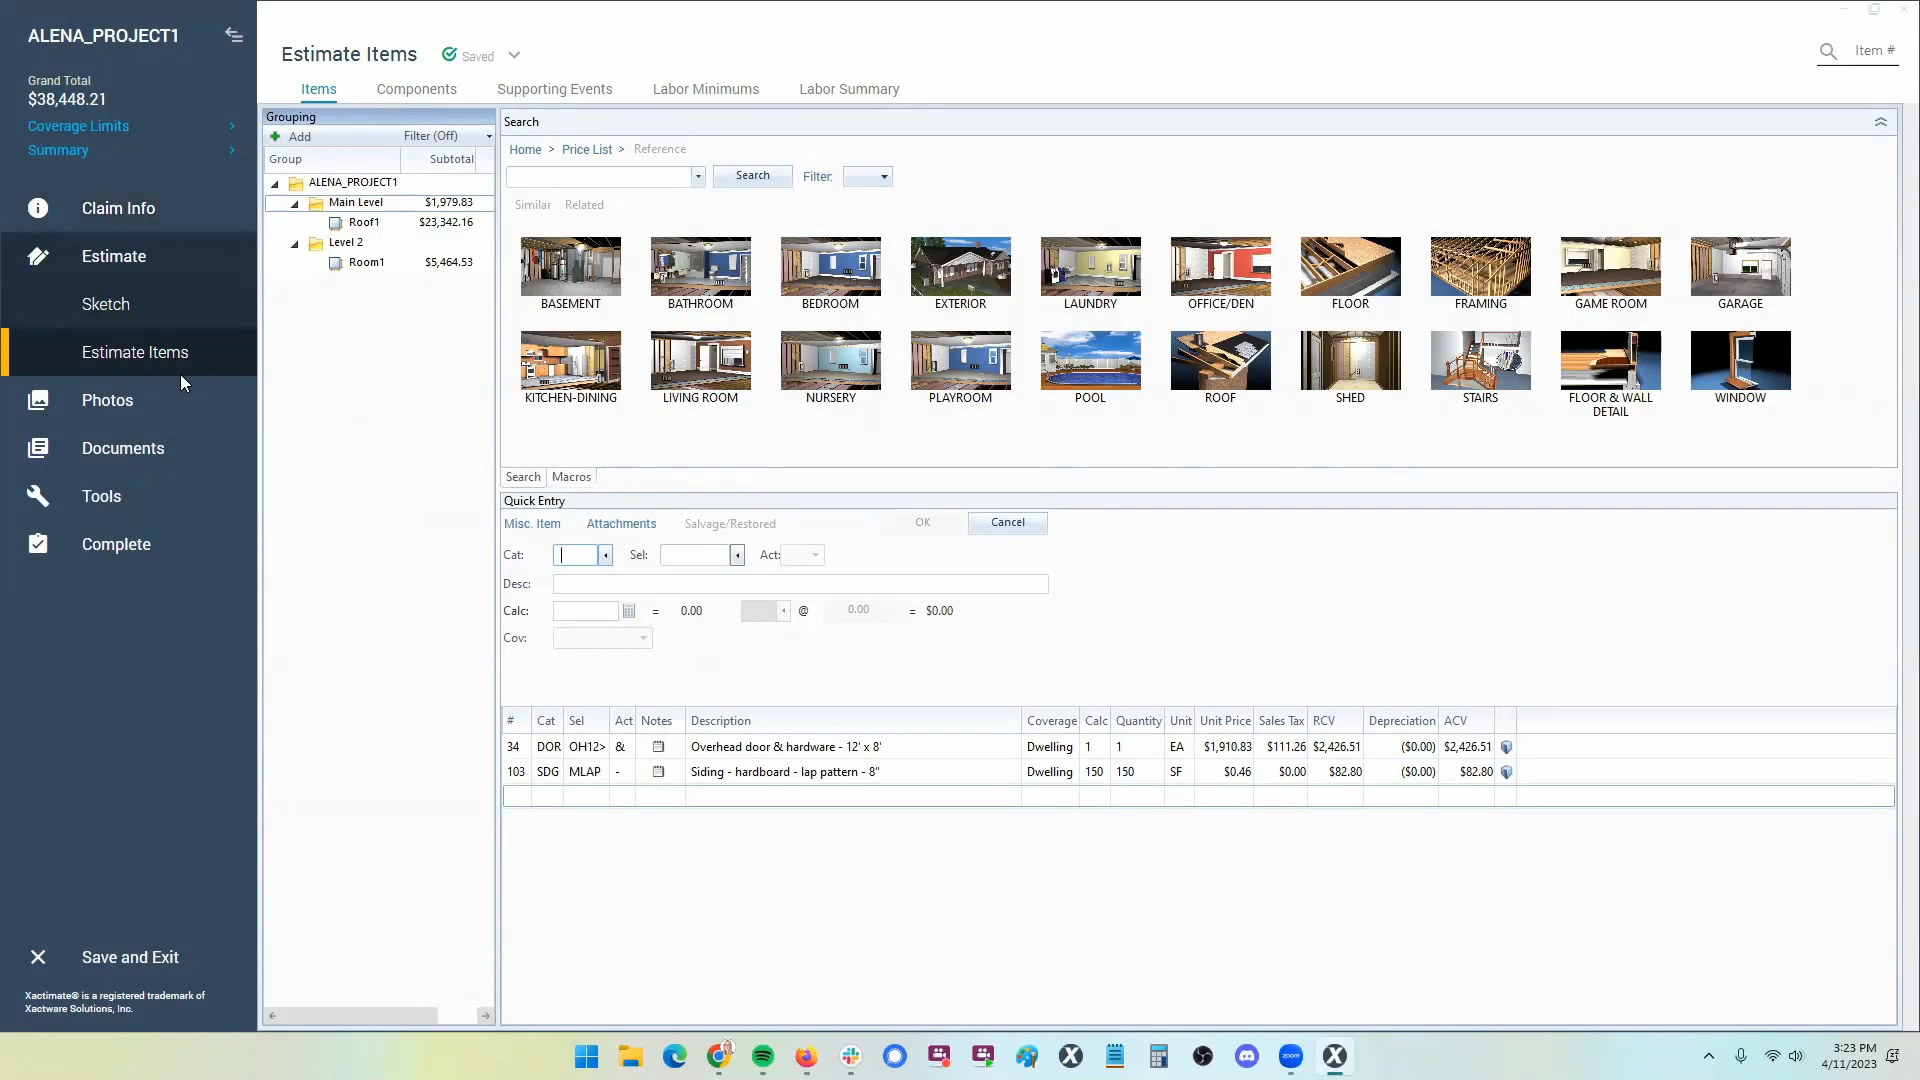 ALENA_PROJECT1
Grand Total
$38,448.21
Coverage Limits
Summary
Claim Info
Estimate
Sketch
Estimate Items
Photos
Documents
Tools
Complete
Save and Exit
Xactimate® is a registered trademark of
Xactware Solutions, Inc.
Estimate Items Saved
Item #
Items Components Supporting Events Labor Minimums Labor Summary
Grouping
Add Filter (Off)
Group Subtotal
ALENA_PROJECT1
Main Level $1,979.83
Roof1 $23,342.16
Level 2
Room1 $5,464.53
Search
Home > Price List > Reference
Search Filter:
Similar Related
BASEMENT BATHROOM BEDROOM EXTERIOR LAUNDRY OFFICE/DEN FLOOR FRAMING GAME ROOM GARAGE
KITCHEN-DINING LIVING ROOM NURSERY PLAYROOM POOL ROOF SHED STAIRS FLOOR & WALL DETAIL WINDOW
Search Macros
Quick Entry
Misc. Item Attachments Salvage/Restored OK Cancel
Cat: Sel: Act:
Desc:
Calc: = 0.00 @ 0.00 = $0.00
Cov:
# Cat Sel Act Notes Description Coverage Calc Quantity Unit Unit Price Sales Tax RCV Depreciation ACV
34 DOR OH12> & Overhead door & hardware - 12' x 8' Dwelling 1 1 EA $1,910.83 $111.26 $2,426.51 ($0.00) $2,426.51
103 SDG MLAP - Siding - hardboard - lap pattern - 8" Dwelling 150 150 SF $0.46 $0.00 $82.80 ($0.00) $82.80
zoom
3:23 PM
4/11/2023